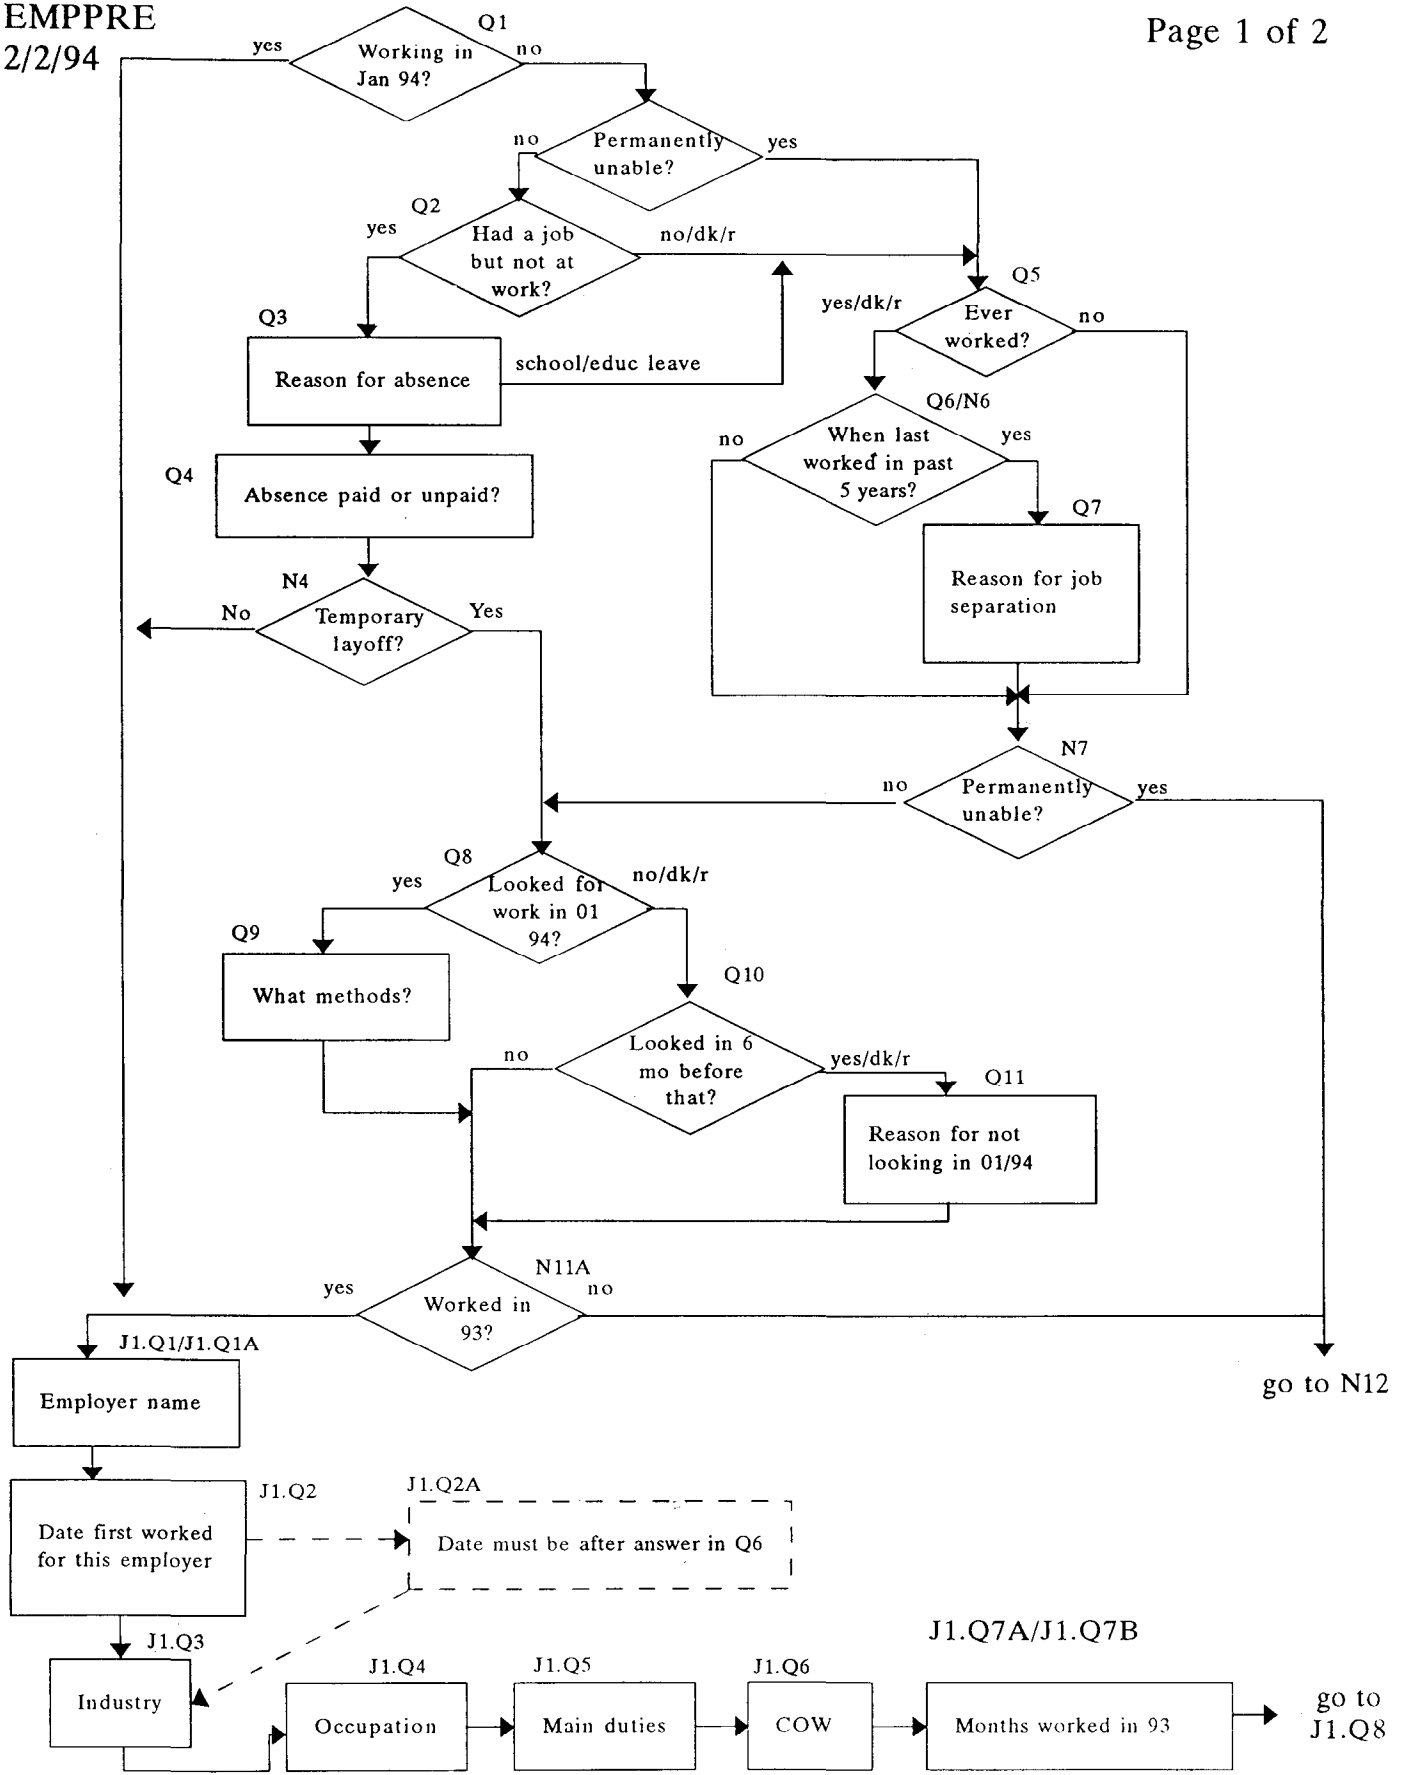 EMPPRE
2/2/94
Page 1 of 2
Q1
yes
Working in
Jan 94?
no
no
Permanently
unable?
yes
Q2
yes
Had a job
but not at
work?
no/dk/r
Q5
yes/dk/r
Ever
worked?
no
Q3
Reason for absence
school/educ leave
Q6/N6
no
When last
worked in past
5 years?
yes
Q4
Absence paid or unpaid?
Q7
Reason for job
separation
N4
No
Temporary
layoff?
Yes
N7
no
Permanently
unable?
yes
Q8
yes
Looked for
work in 01
94?
no/dk/r
Q9
What methods?
Q10
no
Looked in 6
mo before
that?
yes/dk/r
Q11
Reason for not
looking in 01/94
N11A
yes
Worked in
93?
no
go to N12
J1.Q1/J1.Q1A
Employer name
J1.Q2
Date first worked
for this employer
J1.Q2A
Date must be after answer in Q6
J1.Q3
Industry
J1.Q4
Occupation
J1.Q5
Main duties
J1.Q6
COW
J1.Q7A/J1.Q7B
Months worked in 93
go to
J1.Q8